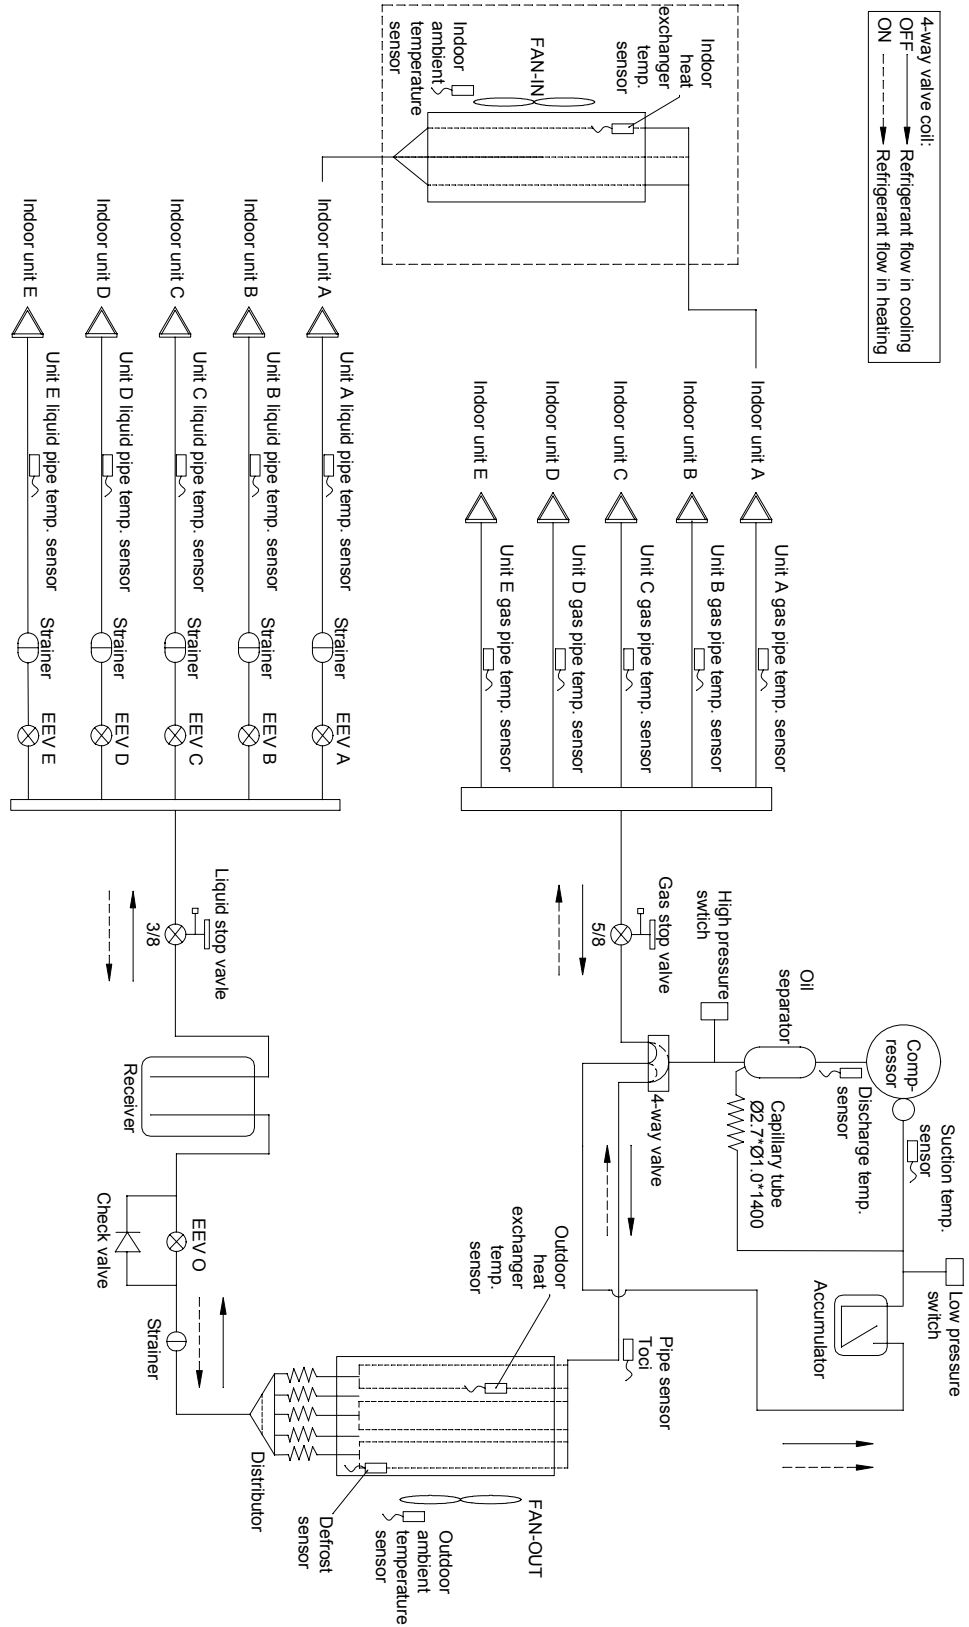 4-way valve coil:
OFF Refrigerant flow in cooling
ON Refrigerant flow in heating
Indoor
heat
exchanger
temp.
sensor
FAN-IN
Indoor
ambient
temperature
sensor
Indoor unit A
Indoor unit B
Indoor unit C
Indoor unit D
Indoor unit E
Unit A gas pipe temp. sensor
Unit B gas pipe temp. sensor
Unit C gas pipe temp. sensor
Unit D gas pipe temp. sensor
Unit E gas pipe temp. sensor
Gas stop valve
5/8
High pressure
swtich
Oil
separator
Comp-
ressor
Suction temp.
sensor
Discharge temp.
sensor
Capillary tube
Ø2.7*Ø1.0*1400
4-way valve
Low pressure
switch
Accumulator
Pipe sensor
Toci
Outdoor
heat
exchanger
temp.
sensor
FAN-OUT
Outdoor
ambient
temperature
sensor
Defrost
sensor
Distributor
Indoor unit A
Indoor unit B
Indoor unit C
Indoor unit D
Indoor unit E
Unit A liquid pipe temp. sensor
Unit B liquid pipe temp. sensor
Unit C liquid pipe temp. sensor
Unit D liquid pipe temp. sensor
Unit E liquid pipe temp. sensor
Strainer
Strainer
Strainer
Strainer
Strainer
EEV A
EEV B
EEV C
EEV D
EEV E
Liquid stop vavle
3/8
Receiver
EEV O
Check valve
Strainer